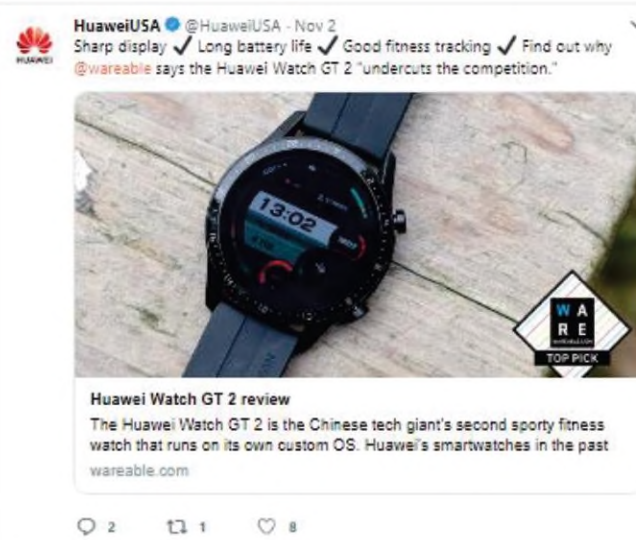 HuaweiUSA @HuaweiUSA - Nov 2
HUAWEI
Sharp display ✔ Long battery life ✔ Good fitness tracking ✔ Find out why
@wareable says the Huawei Watch GT 2 "undercuts the competition."
13:02
W A
R E
WAREABLE.COM
TOP PICK
Huawei Watch GT 2 review
The Huawei Watch GT 2 is the Chinese tech giant's second sporty fitness
watch that runs on its own custom OS. Huawei's smartwatches in the past
wareable.com
2 1 8